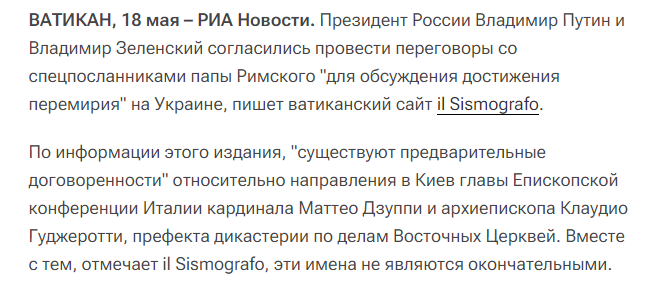 ВАТИКАН, 18 мая – РИА Новости. Президент России Владимир Путин и
Владимир Зеленский согласились провести переговоры со
спецпосланниками папы Римского "для обсуждения достижения
перемирия" на Украине, пишет ватиканский сайт il Sismografo.
По информации этого издания, "существуют предварительные
договоренности" относительно направления в Киев главы Епископской
конференции Италии кардинала Маттео Дзуппи и архиепископа Клаудио
Гуджеротти, префекта дикастерии по делам Восточных Церквей. Вместе
с тем, отмечает il Sismografo, эти имена не являются окончательными.